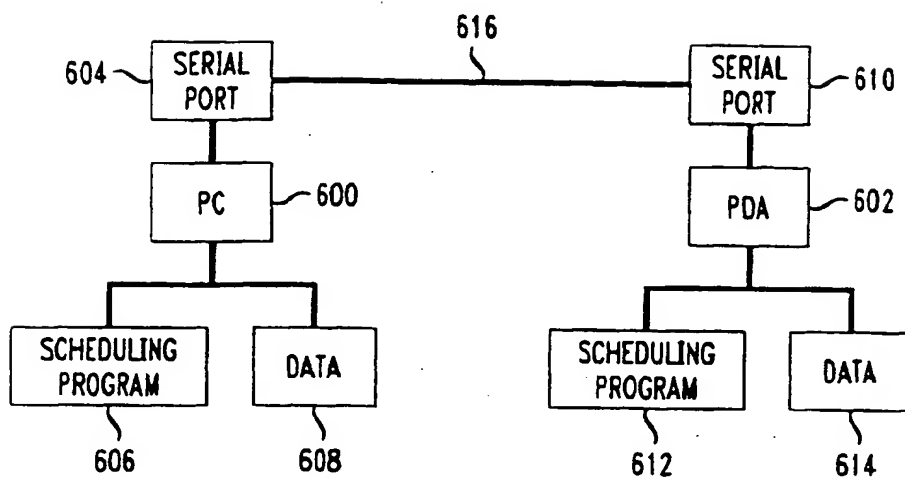 616
604
SERIAL
PORT
SERIAL
PORT
610
PC
600
PDA
602
SCHEDULING
PROGRAM
DATA
SCHEDULING
PROGRAM
DATA
606
608
612
614